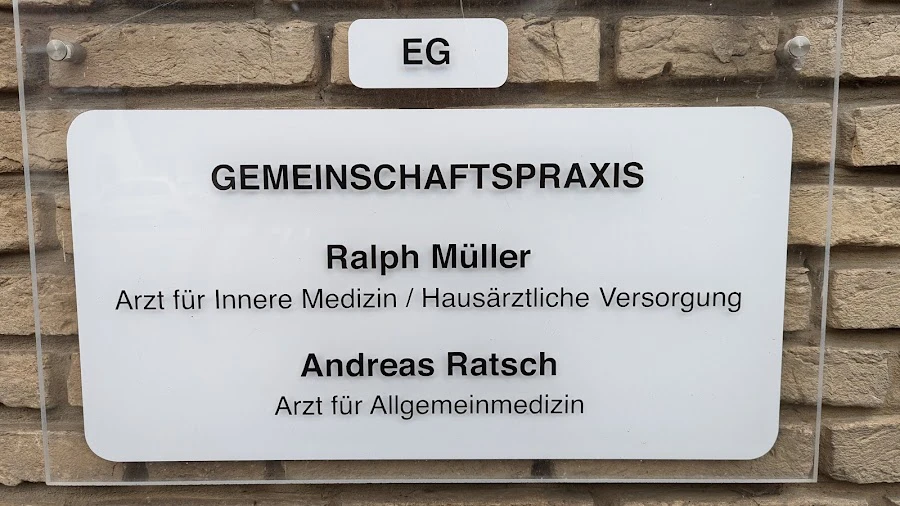 EG
GEMEINSCHAFTSPRAXIS
Ralph Müller
Arzt für Innere Medizin / Hausärztliche Versorgung
Andreas Ratsch
Arzt für Allgemeinmedizin